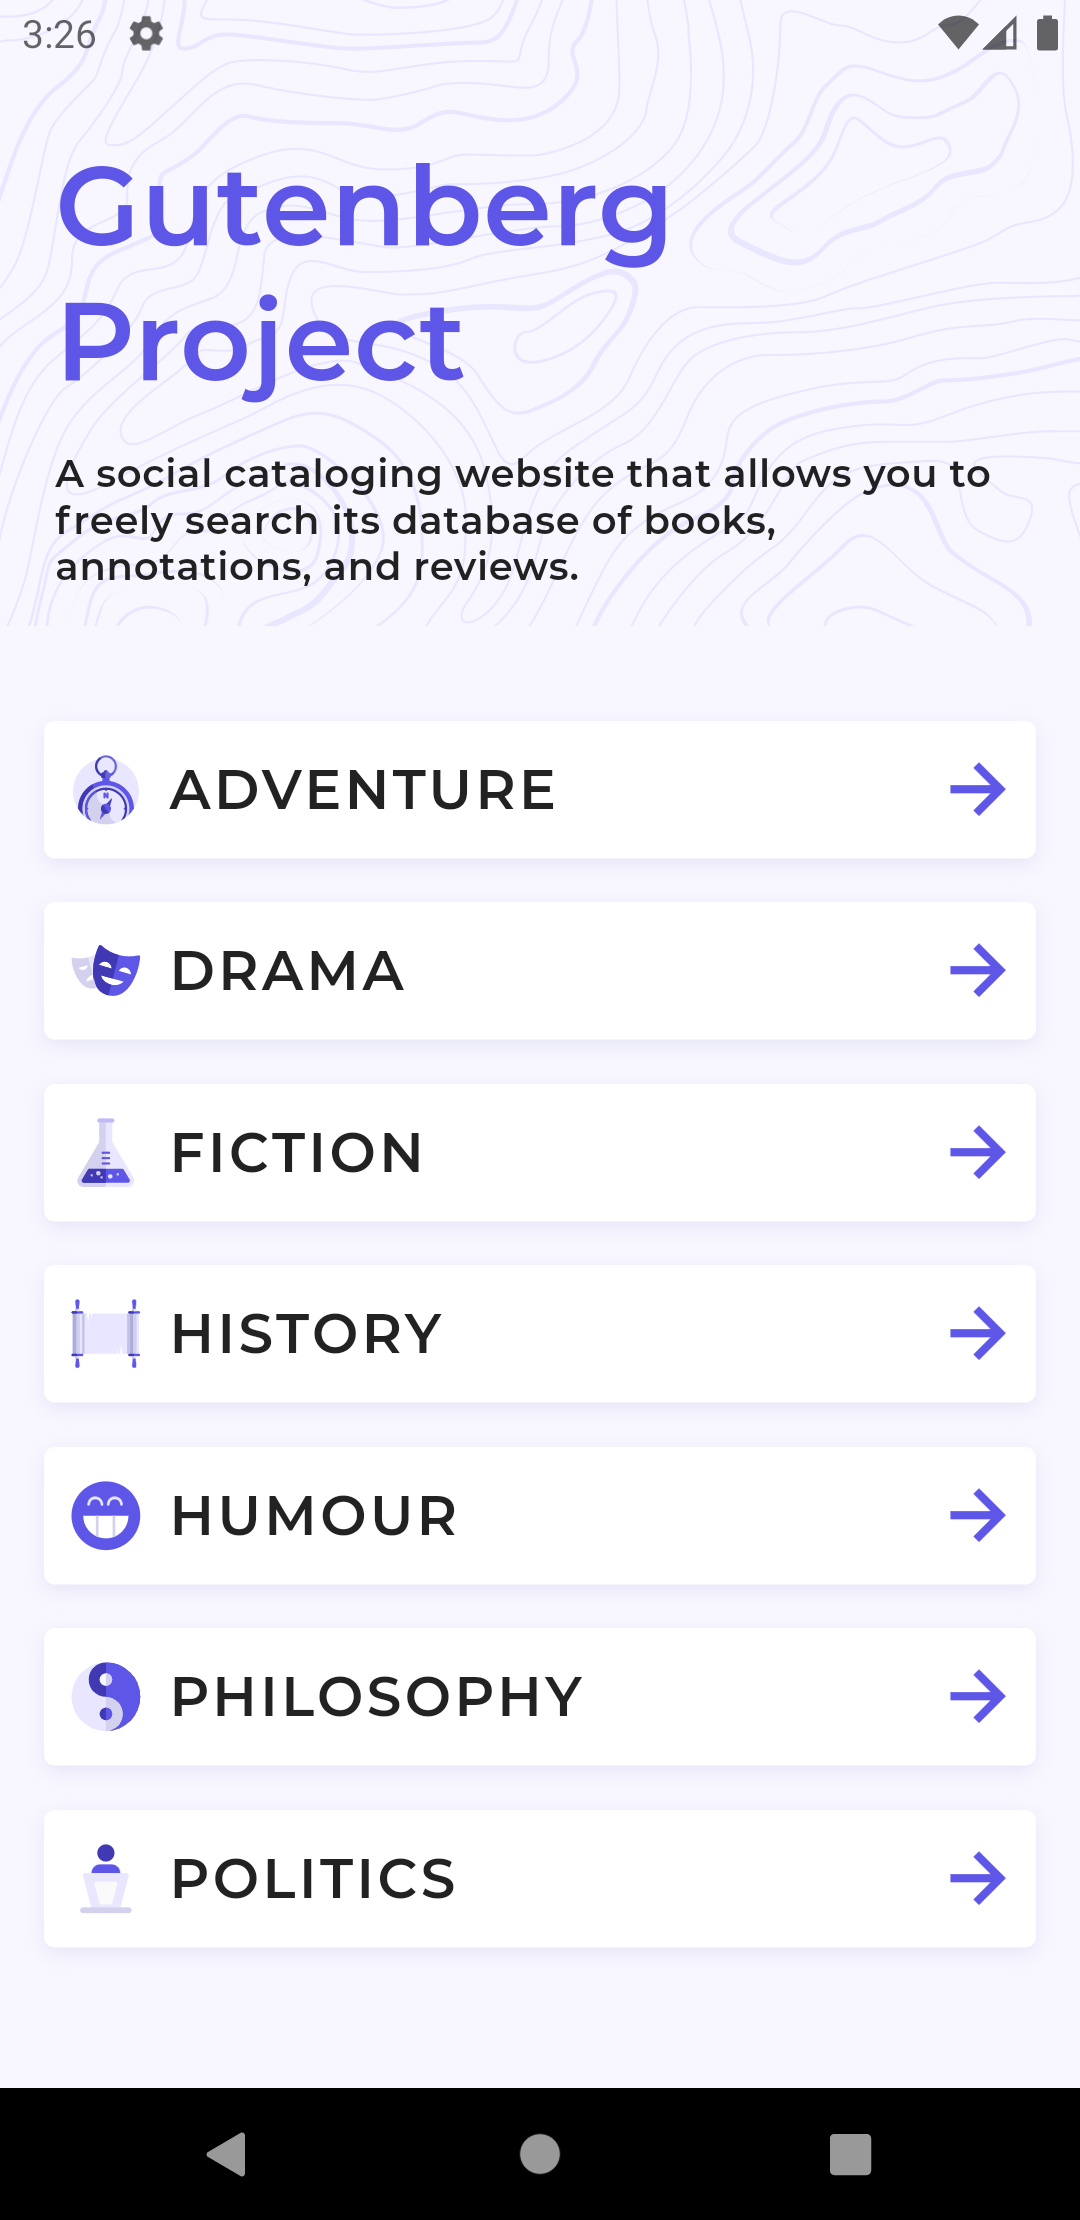 3:26
Gutenberg
Project
A social cataloging website that allows you to
freely search its database of books,
annotations, and reviews.
ADVENTURE
DRAMA
FICTION
HISTORY
HUMOUR
PHILOSOPHY
POLITICS